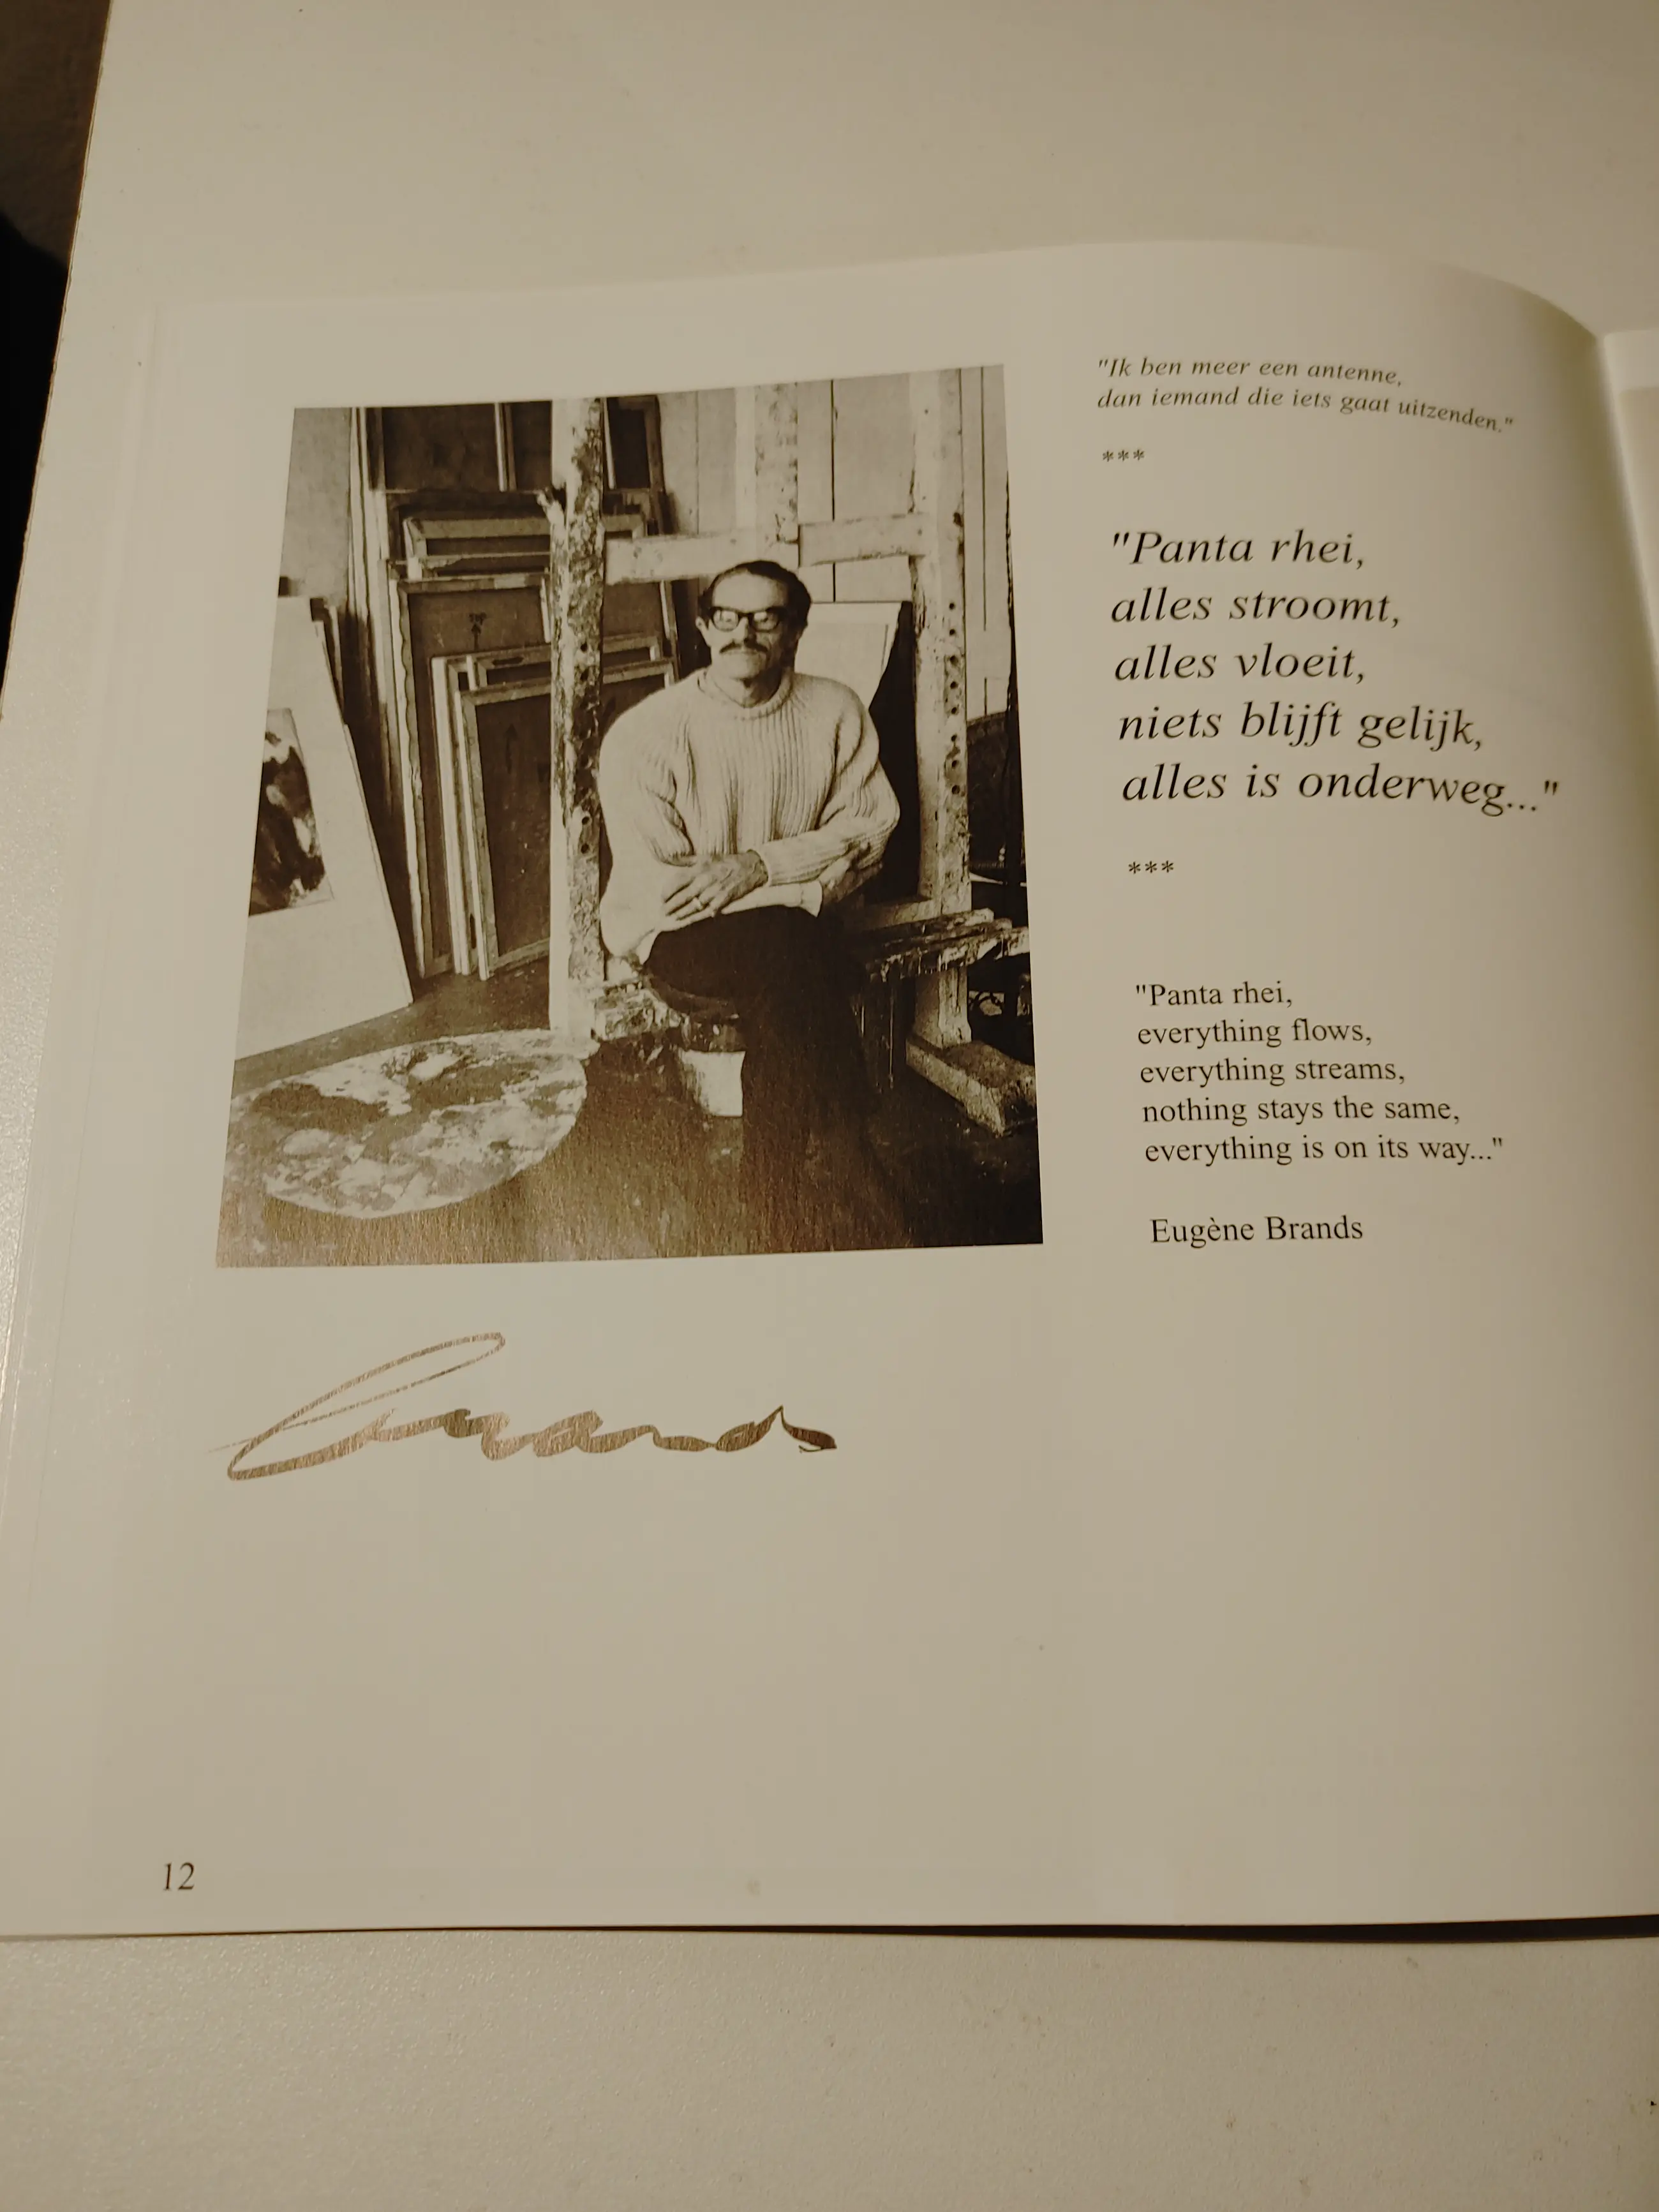 "Ik ben meer een antenne,
dan iemand die iets gaat uitzenden."
***
"Panta rhei,
alles stroomt,
alles vloeit,
niets blijft gelijk,
alles is onderweg..."
***
"Panta rhei,
everything flows,
everything streams,
nothing stays the same,
everything is on its way..."
Eugène Brands
Brands
12